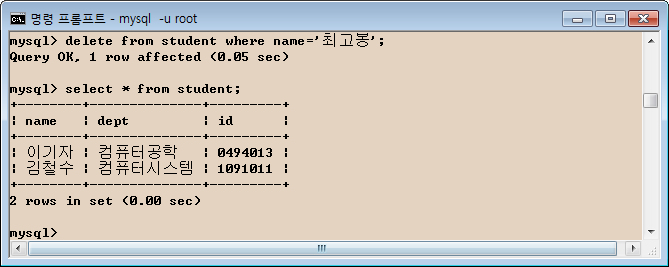 명령 프롬프트 - mysql  -u root
mysql> delete from student where name='최고봉';
Query OK, 1 row affected (0.05 sec)
mysql> select * from student;
+--------+--------------+---------+
| name   | dept         | id      |
+--------+--------------+---------+
| 이기자 | 컴퓨터공학   | 0494013 |
| 김철수 | 컴퓨터시스템 | 1091011 |
+--------+--------------+---------+
2 rows in set (0.00 sec)
mysql>